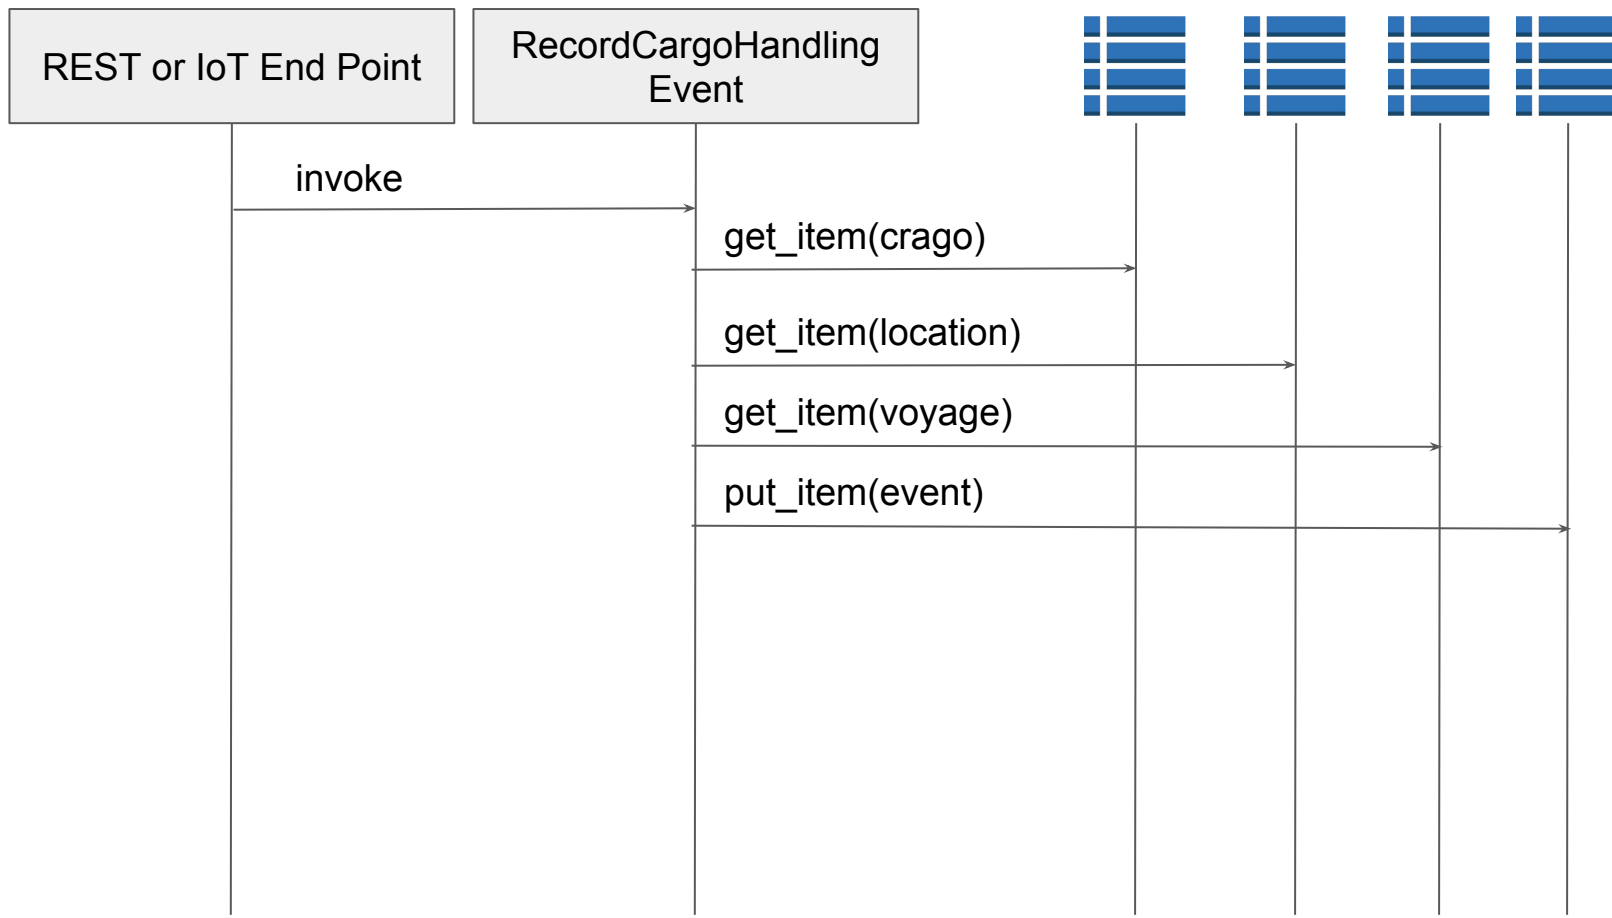 REST or IoT End Point
RecordCargoHandling
Event
invoke
get_item(crago)
get_item(location)
get_item(voyage)
put_item(event)